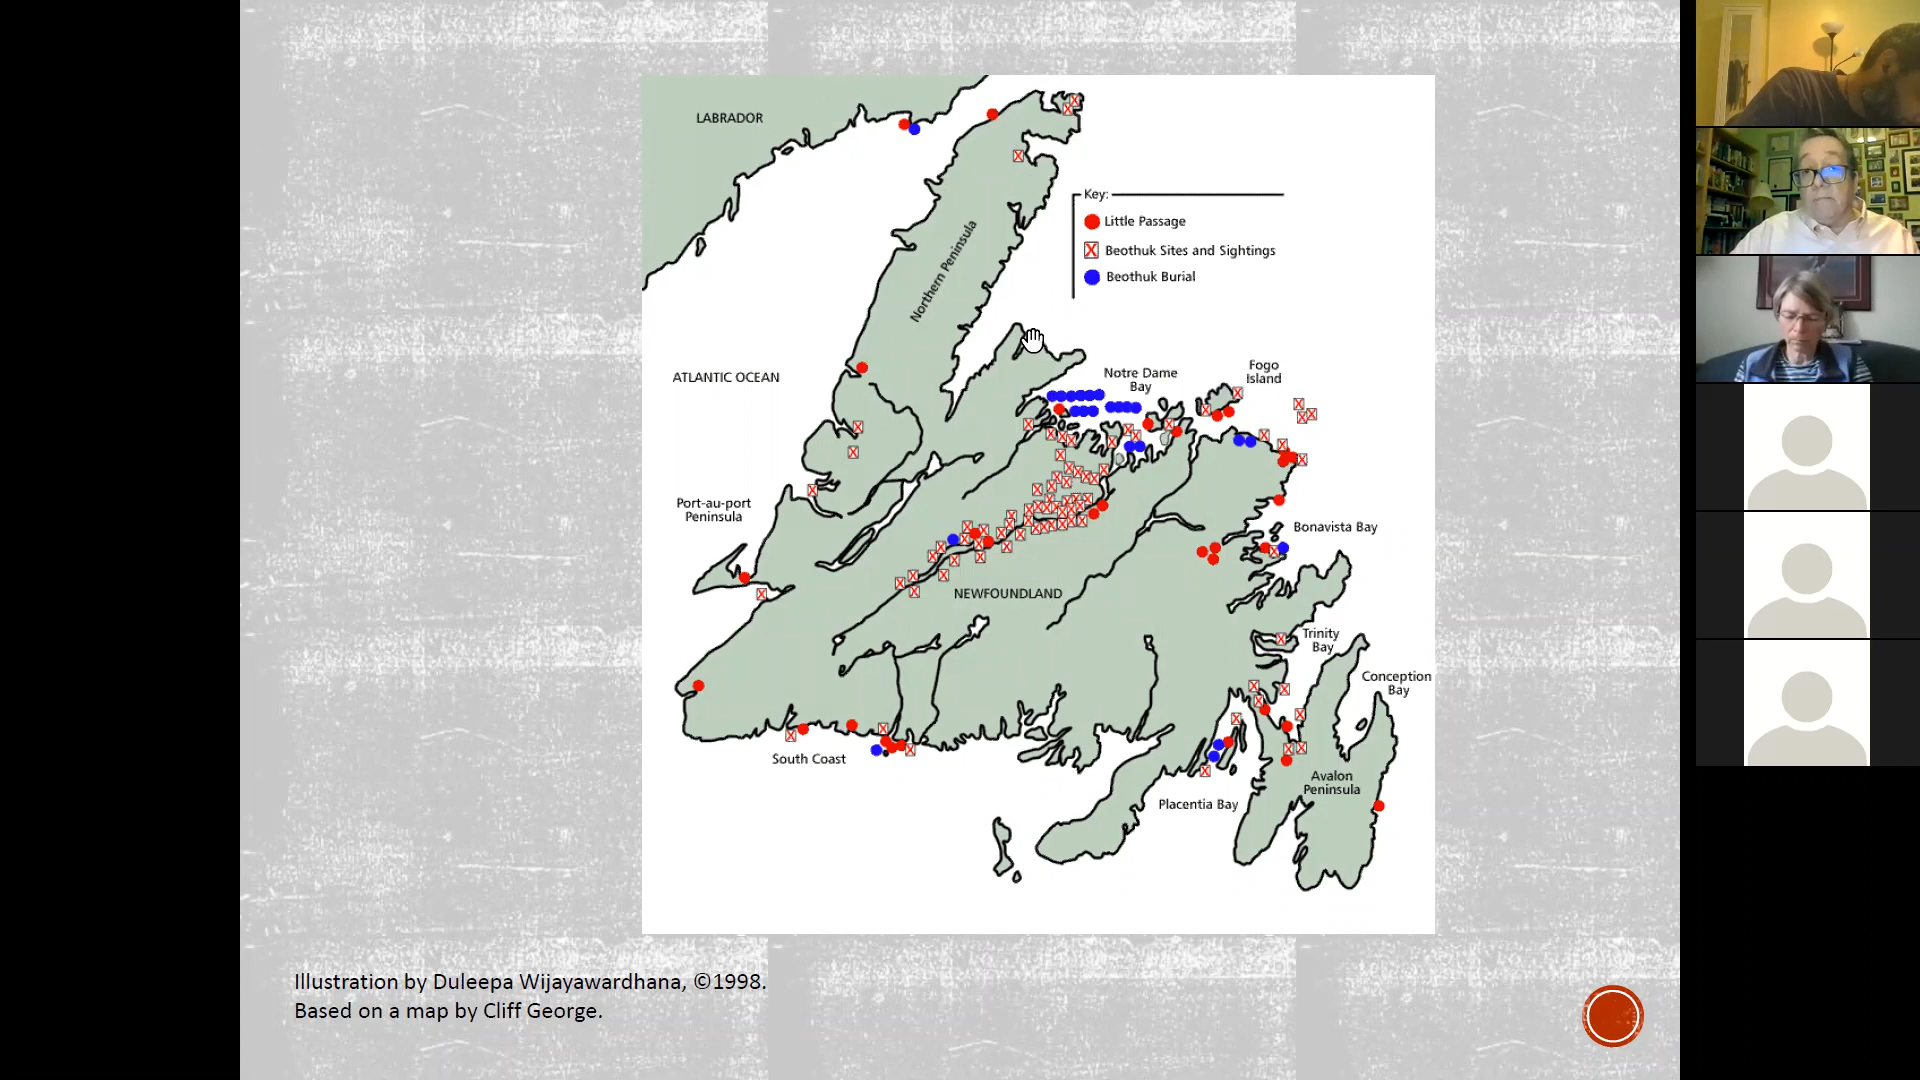 LABRADOR
Key:
Little Passage
Beothuk Sites and Sightings
Beothuk Burial
Northern Peninsula
ATLANTIC OCEAN
Notre Dame
Bay
Fogo
Island
Port-au-port
Peninsula
Bonavista Bay
NEWFOUNDLAND
Trinity
Bay
Conception
Bay
South Coast
Avalon
Peninsula
Placentia Bay
Illustration by Duleepa Wijayawardhana, ©1998.
Based on a map by Cliff George.